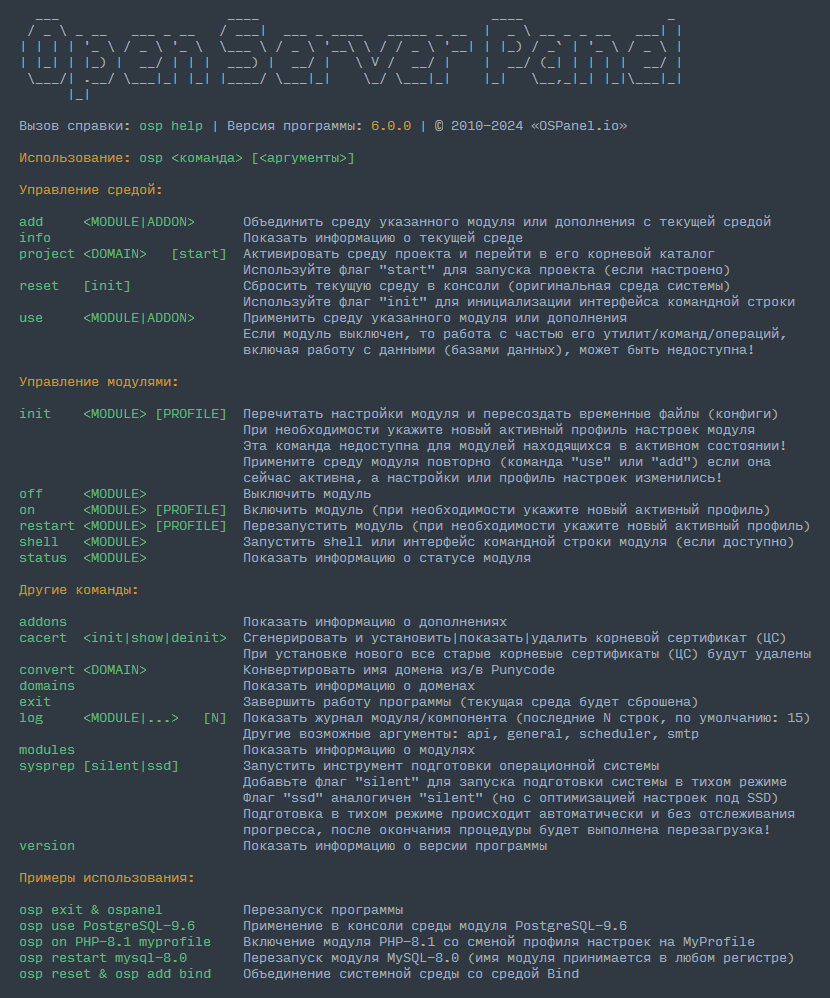 Open Server Panel
Вызов справки: osp help | Версия программы: 6.0.0 | © 2010-2024 «OSPanel.io»
Использование: osp <команда> [<аргументы>]
Управление средой:
add     <MODULE|ADDON>      Объединить среду указанного модуля или дополнения с текущей средой
info                        Показать информацию о текущей среде
project <DOMAIN>   [start]  Активировать среду проекта и перейти в его корневой каталог
                            Используйте флаг "start" для запуска проекта (если настроено)
reset   [init]              Сбросить текущую среду в консоли (оригинальная среда системы)
                            Используйте флаг "init" для инициализации интерфейса командной строки
use     <MODULE|ADDON>      Применить среду указанного модуля или дополнения
                            Если модуль выключен, то работа с частью его утилит/команд/операций,
                            включая работу с данными (базами данных), может быть недоступна!
Управление модулями:
init    <MODULE> [PROFILE]  Перечитать настройки модуля и пересоздать временные файлы (конфиги)
                            При необходимости укажите новый активный профиль настроек модуля
                            Эта команда недоступна для модулей находящихся в активном состоянии!
                            Примените среду модуля повторно (команда "use" или "add") если она
                            сейчас активна, а настройки или профиль настроек изменились!
off     <MODULE>            Выключить модуль
on      <MODULE> [PROFILE]  Включить модуль (при необходимости укажите новый активный профиль)
restart <MODULE> [PROFILE]  Перезапустить модуль (при необходимости укажите новый активный профиль)
shell   <MODULE>            Запустить shell или интерфейс командной строки модуля (если доступно)
status  <MODULE>            Показать информацию о статусе модуля
Другие команды:
addons                      Показать информацию о дополнениях
cacert  <init|show|deinit>  Сгенерировать и установить|показать|удалить корневой сертификат (ЦС)
                            При установке нового все старые корневые сертификаты (ЦС) будут удалены
convert <DOMAIN>            Конвертировать имя домена из/в Punycode
domains                     Показать информацию о доменах
exit                        Завершить работу программы (текущая среда будет сброшена)
log     <MODULE|...>   [N]  Показать журнал модуля/компонента (последние N строк, по умолчанию: 15)
                            Другие возможные аргументы: api, general, scheduler, smtp
modules                     Показать информацию о модулях
sysprep [silent|ssd]        Запустить инструмент подготовки операционной системы
                            Добавьте флаг "silent" для запуска подготовки системы в тихом режиме
                            Флаг "ssd" аналогичен "silent" (но с оптимизацией настроек под SSD)
                            Подготовка в тихом режиме происходит автоматически и без отслеживания
                            прогресса, после окончания процедуры будет выполнена перезагрузка!
version                     Показать информацию о версии программы
Примеры использования:
osp exit & ospanel          Перезапуск программы
osp use PostgreSQL-9.6      Применение в консоли среды модуля PostgreSQL-9.6
osp on PHP-8.1 myprofile    Включение модуля PHP-8.1 со сменой профиля настроек на MyProfile
osp restart mysql-8.0       Перезапуск модуля MySQL-8.0 (имя модуля принимается в любом регистре)
osp reset & osp add bind    Объединение системной среды со средой Bind